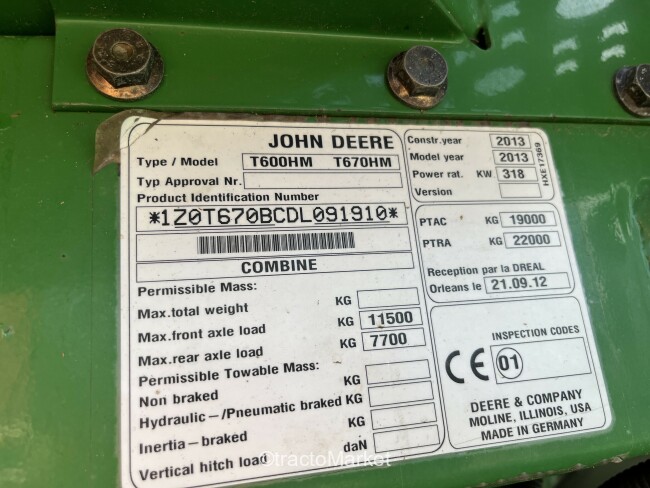 JOHN DEERE
Type / Model T600HM T670HM
Typ Approval Nr.
Product Identification Number
*1Z0T670BCDL091910*
COMBINE
Permissible Mass:
Max.total weight KG
Max.front axle load KG 11500
Max.rear axle load KG 7700
Permissible Towable Mass:
Non braked KG
Hydraulic-/Pneumatic braked KG
Inertia-braked KG
Vertical hitch load daN
Constr.year 2013
Model year 2013
Power rat. KW 318
Version
HXE17369
PTAC KG 19000
PTRA KG 22000
Reception par la DREAL
Orleans le 21.09.12
INSPECTION CODES
CE 01
DEERE & COMPANY
MOLINE, ILLINOIS, USA
MADE IN GERMANY
©tractoMarket